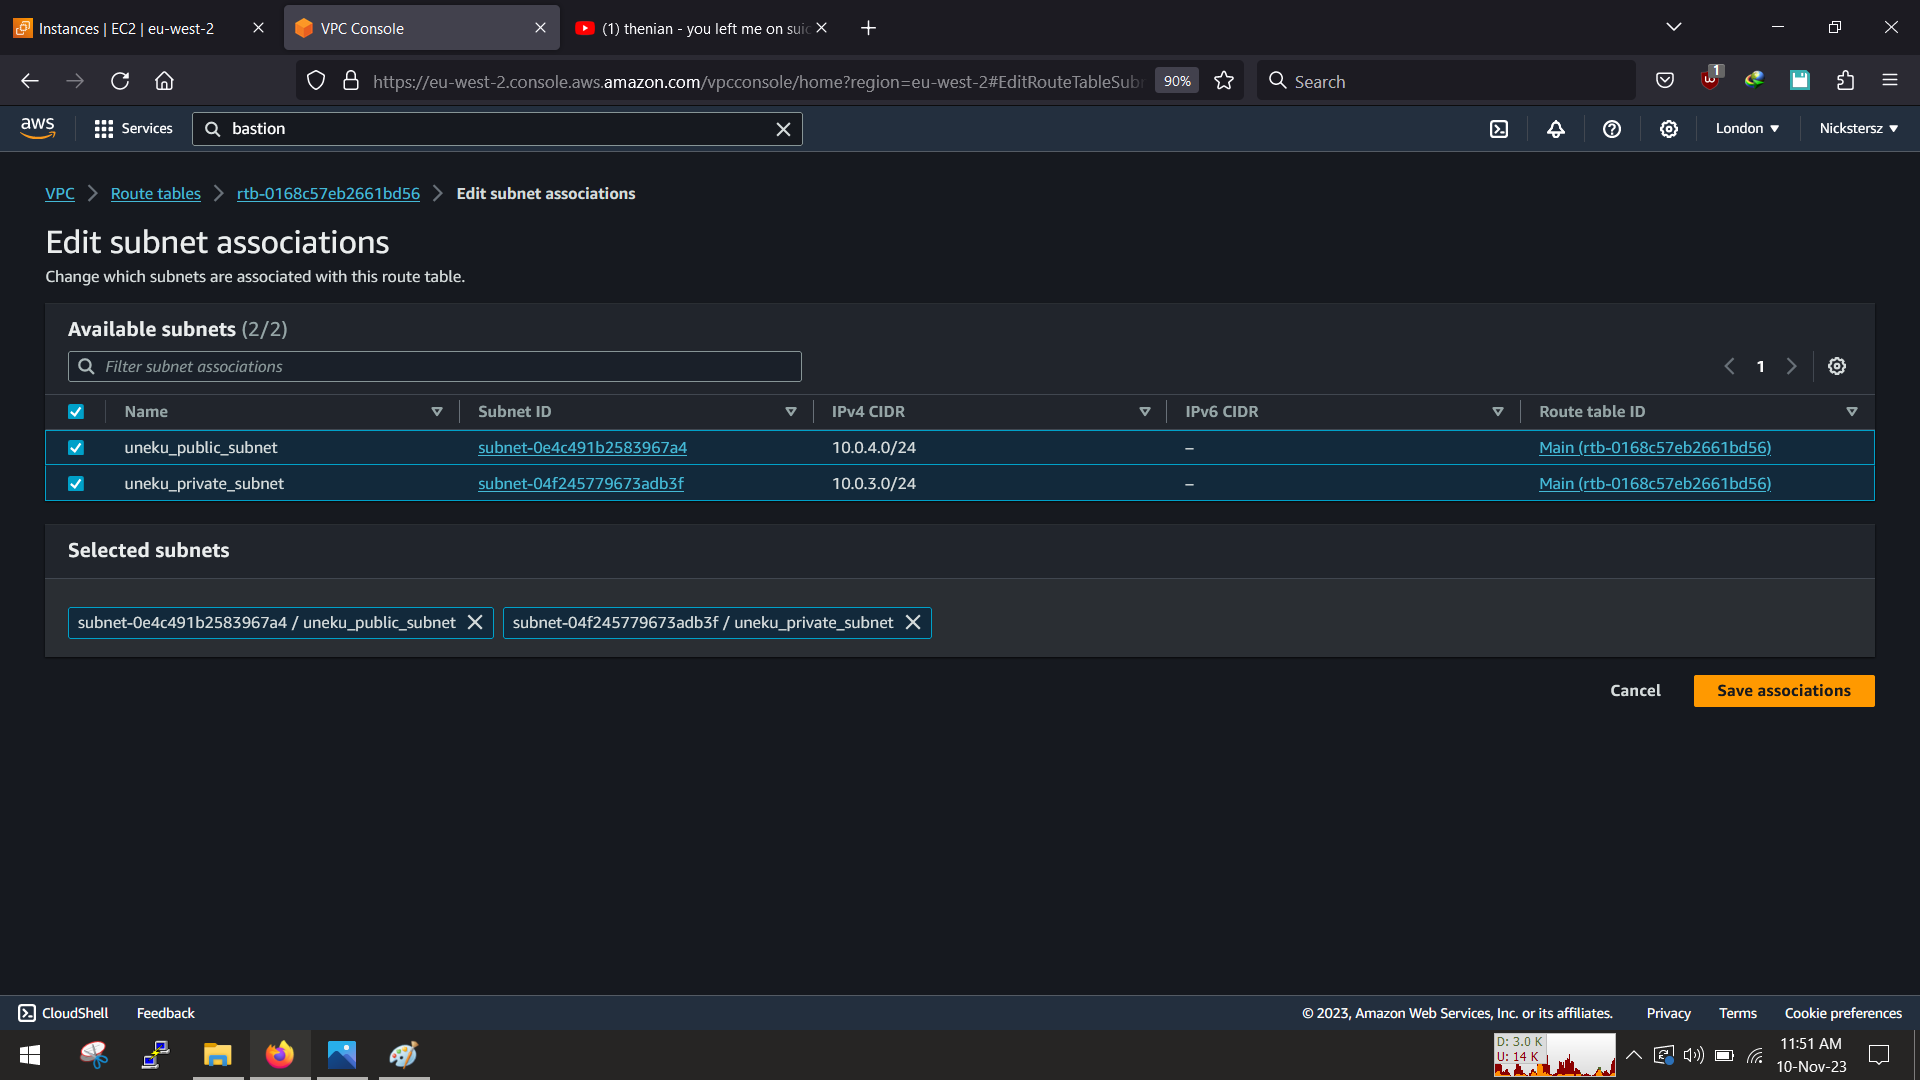 Instances | EC2 | eu-west-2
VPC Console
(1) thenian - you left me on suic
https://eu-west-2.console.aws.amazon.com/vpcconsole/home?region=eu-west-2#EditRouteTableSubn
90%
Search
1
aws
Services
bastion
London
Nickstersz
VPC
Route tables
rtb-0168c57eb2661bd56
Edit subnet associations
Edit subnet associations
Change which subnets are associated with this route table.
Available subnets (2/2)
Filter subnet associations
1
Name Subnet ID IPv4 CIDR IPv6 CIDR Route table ID
uneku_public_subnet subnet-0e4c491b2583967a4 10.0.4.0/24 – Main (rtb-0168c57eb2661bd56)
uneku_private_subnet subnet-04f245779673adb3f 10.0.3.0/24 – Main (rtb-0168c57eb2661bd56)
Selected subnets
subnet-0e4c491b2583967a4 / uneku_public_subnet
subnet-04f245779673adb3f / uneku_private_subnet
Cancel
Save associations
CloudShell
Feedback
© 2023, Amazon Web Services, Inc. or its affiliates.
Privacy
Terms
Cookie preferences
D: 3.0 K
U: 14 K
11:51 AM
10-Nov-23